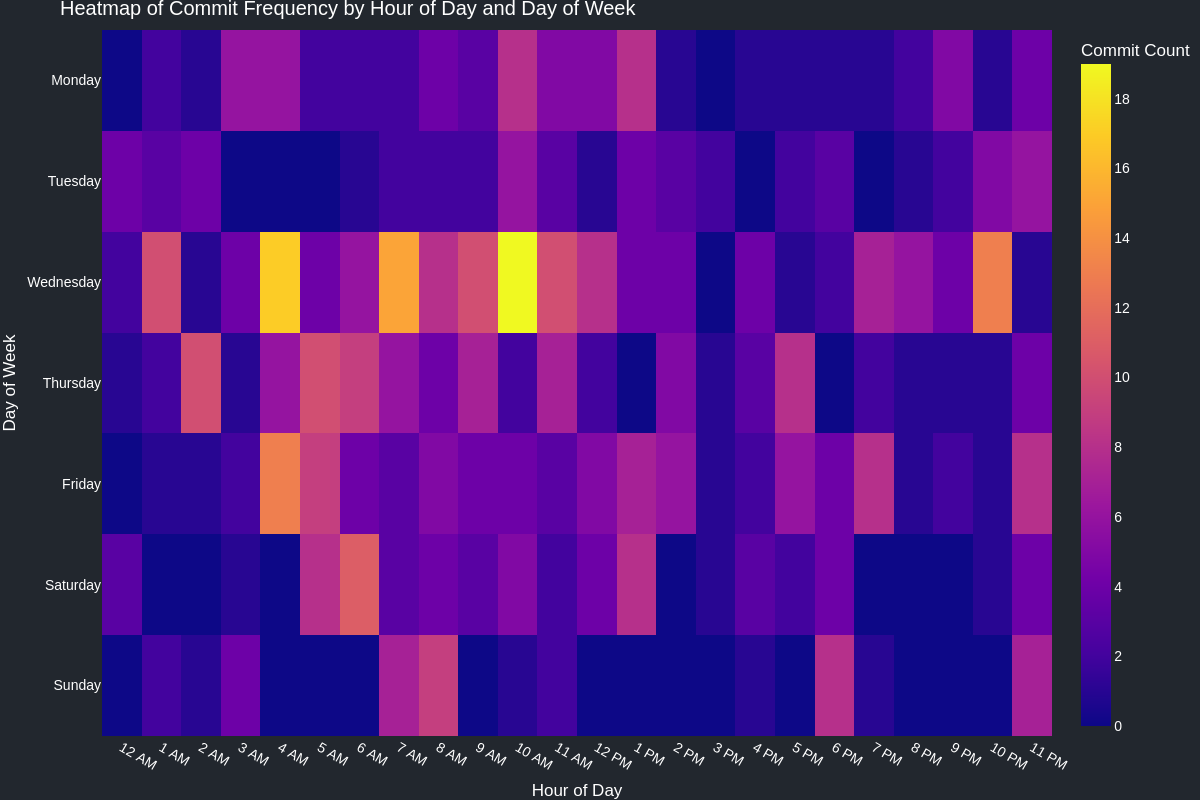 Heatmap of Commit Frequency by Hour of Day and Day of Week
Commit Count
18
16
14
12
10
8
6
4
2
0
Day of Week
Monday
Tuesday
Wednesday
Thursday
Friday
Saturday
Sunday
12 AM
1 AM
2 AM
3 AM
4 AM
5 AM
6 AM
7 AM
8 AM
9 AM
10 AM
11 AM
12 PM
1 PM
2 PM
3 PM
4 PM
5 PM
6 PM
7 PM
8 PM
9 PM
10 PM
11 PM
Hour of Day